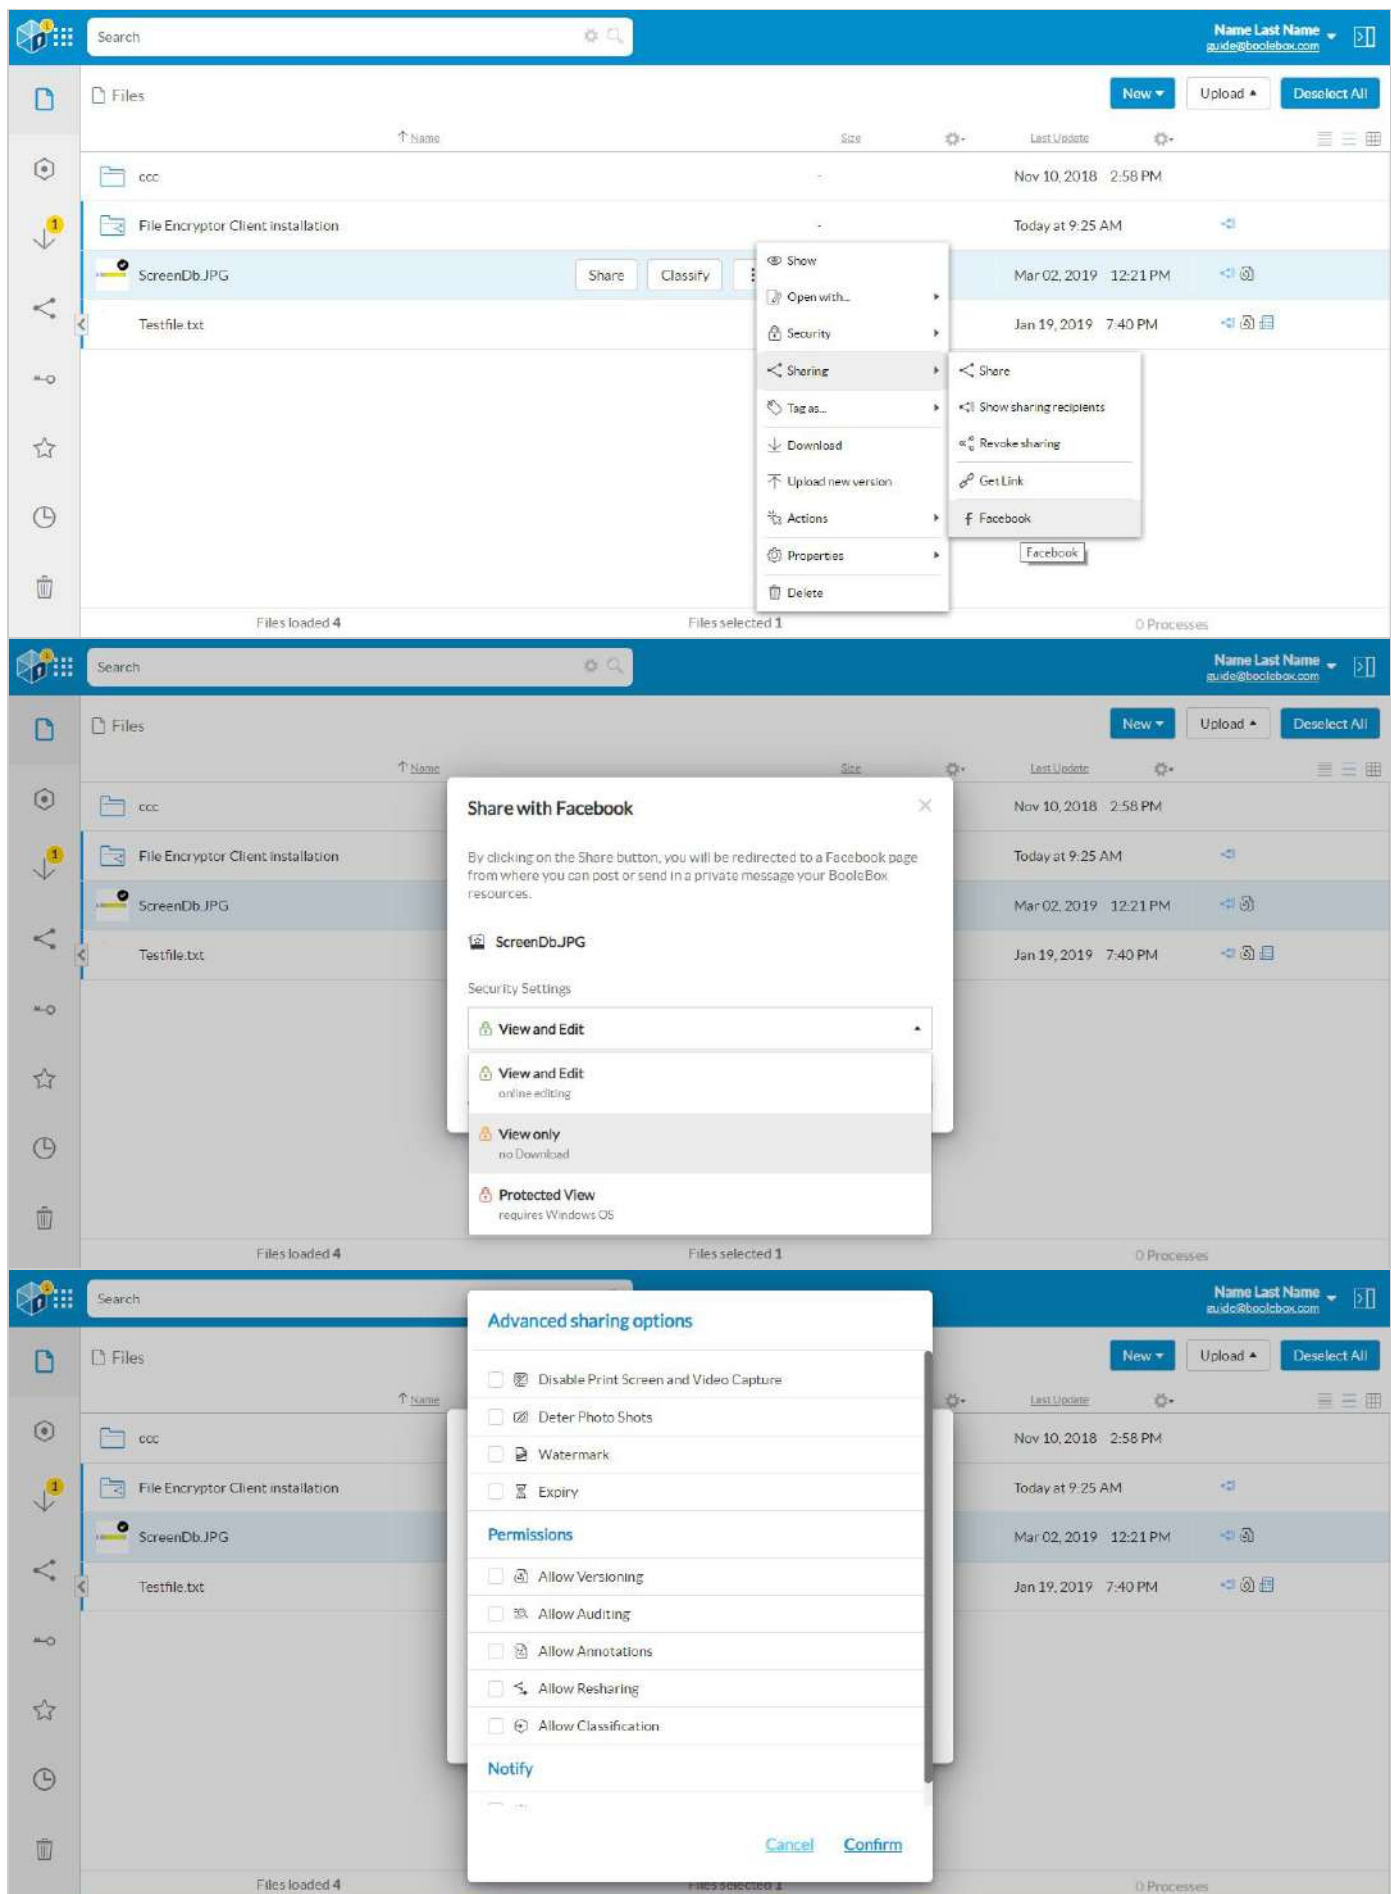 Search
Name Last Name
guide@boolebox.com
Files
New
Upload
Deselect All
Name
Size
Last Update
ccc
-
Nov 10, 2018 2:58 PM
1
File Encryptor Client installation
-
Today at 9:25 AM
ScreenDb.JPG
Share
Classify
Mar 02, 2019 12:21 PM
Testfile.txt
Jan 19, 2019 7:40 PM
Show
Open with...
Security
Sharing
Tag as...
Download
Upload new version
Actions
Properties
Delete
Share
Show sharing recipients
Revoke sharing
Get Link
Facebook
Facebook
Files loaded 4
Files selected 1
0 Processes
Search
Name Last Name
guide@boolebox.com
Files
New
Upload
Deselect All
Name
Size
Last Update
ccc
Nov 10, 2018 2:58 PM
1
File Encryptor Client installation
Today at 9:25 AM
ScreenDb.JPG
Mar 02, 2019 12:21 PM
Testfile.txt
Jan 19, 2019 7:40 PM
Share with Facebook
By clicking on the Share button, you will be redirected to a Facebook page
from where you can post or send in a private message your BooleBox
resources.
ScreenDb.JPG
Security Settings
View and Edit
View and Edit
online editing
View only
no Download
Protected View
requires Windows OS
Files loaded 4
Files selected 1
0 Processes
Search
Name Last Name
guide@boolebox.com
Files
New
Upload
Deselect All
Name
Last Update
ccc
Nov 10, 2018 2:58 PM
1
File Encryptor Client installation
Today at 9:25 AM
ScreenDb.JPG
Mar 02, 2019 12:21 PM
Testfile.txt
Jan 19, 2019 7:40 PM
Advanced sharing options
Disable Print Screen and Video Capture
Deter Photo Shots
Watermark
Expiry
Permissions
Allow Versioning
Allow Auditing
Allow Annotations
Allow Resharing
Allow Classification
Notify
Cancel
Confirm
Files loaded 4
Files selected 1
0 Processes